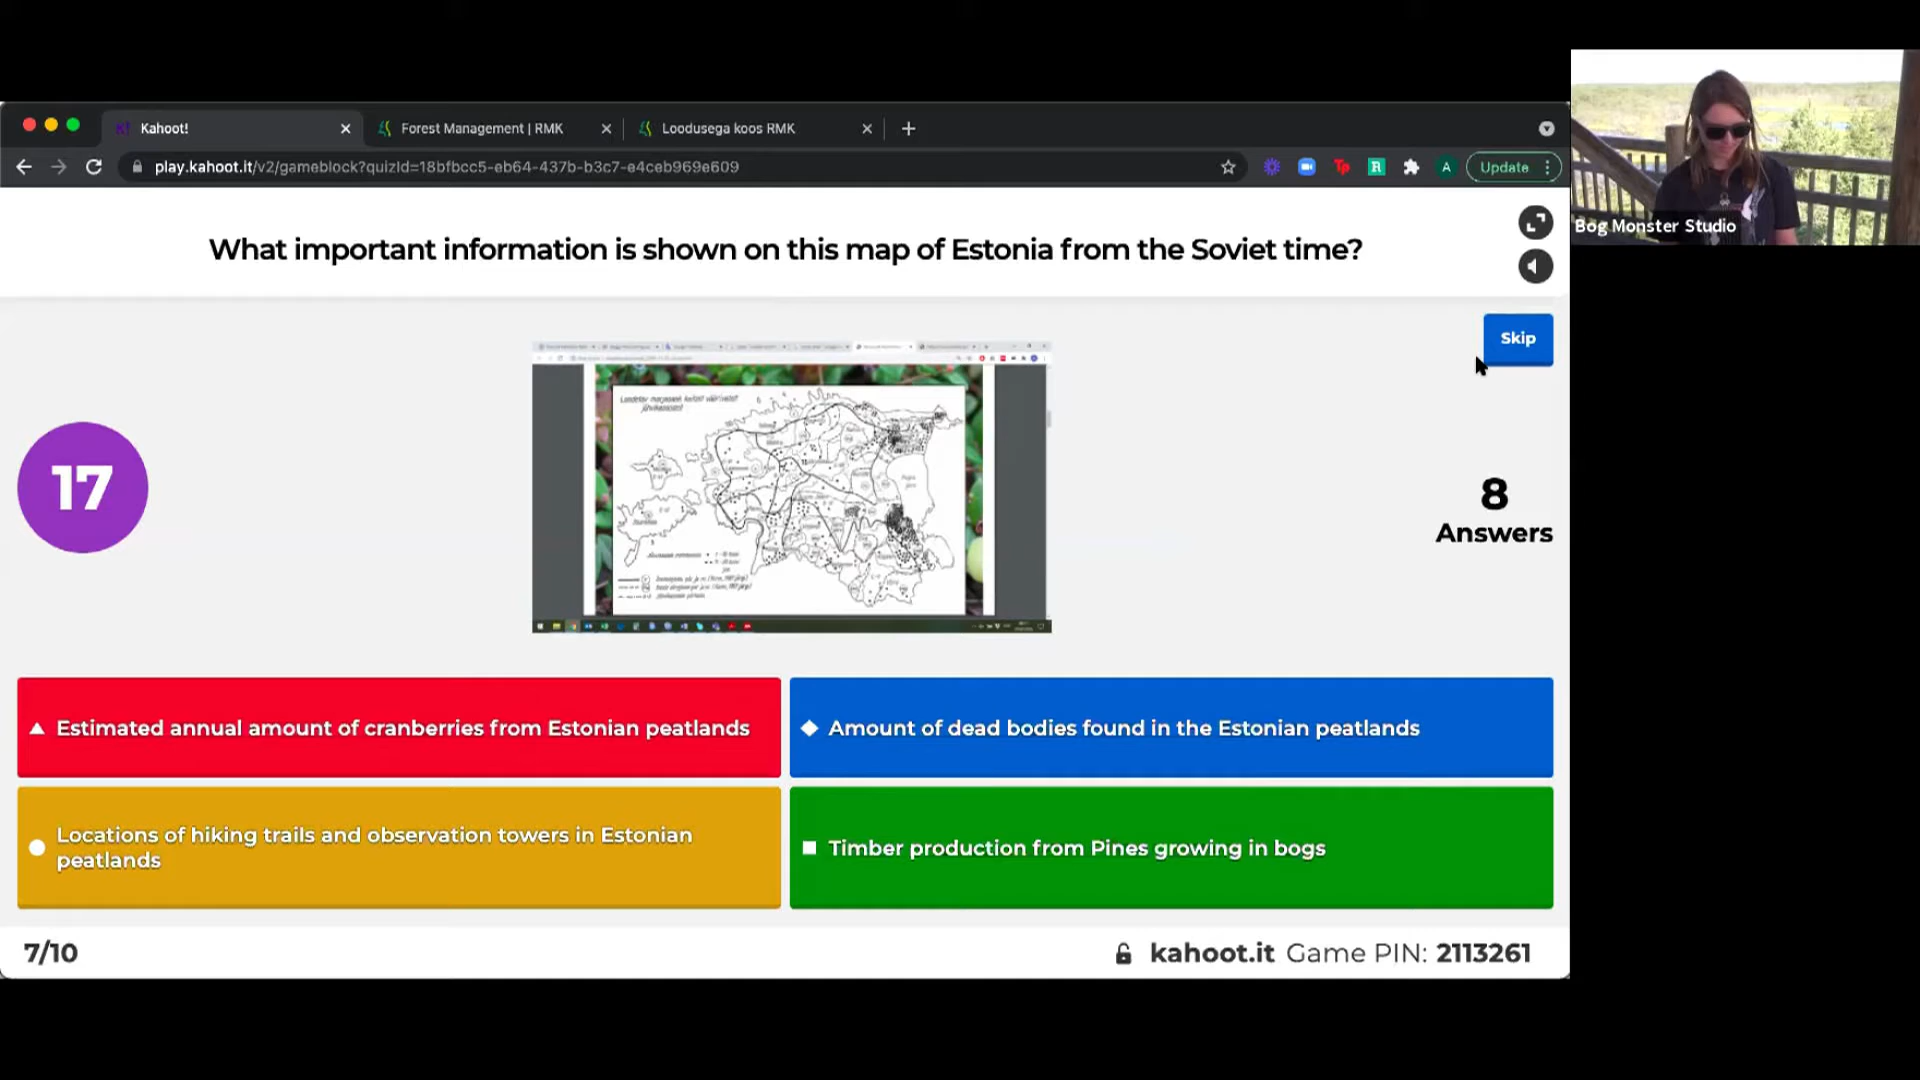 Kahoot!
Forest Management | RMK
Loodusega koos RMK
play.kahoot.it/v2/gameblock?quizId=18bfbcc5-eb64-437b-b3c7-e4ceb969e609
A
Update
Bog Monster Studio
What important information is shown on this map of Estonia from the Soviet time?
Skip
17
8
Answers
Estimated annual amount of cranberries from Estonian peatlands
Amount of dead bodies found in the Estonian peatlands
Locations of hiking trails and observation towers in Estonian
peatlands
Timber production from Pines growing in bogs
7/10
kahoot.it Game PIN: 2113261